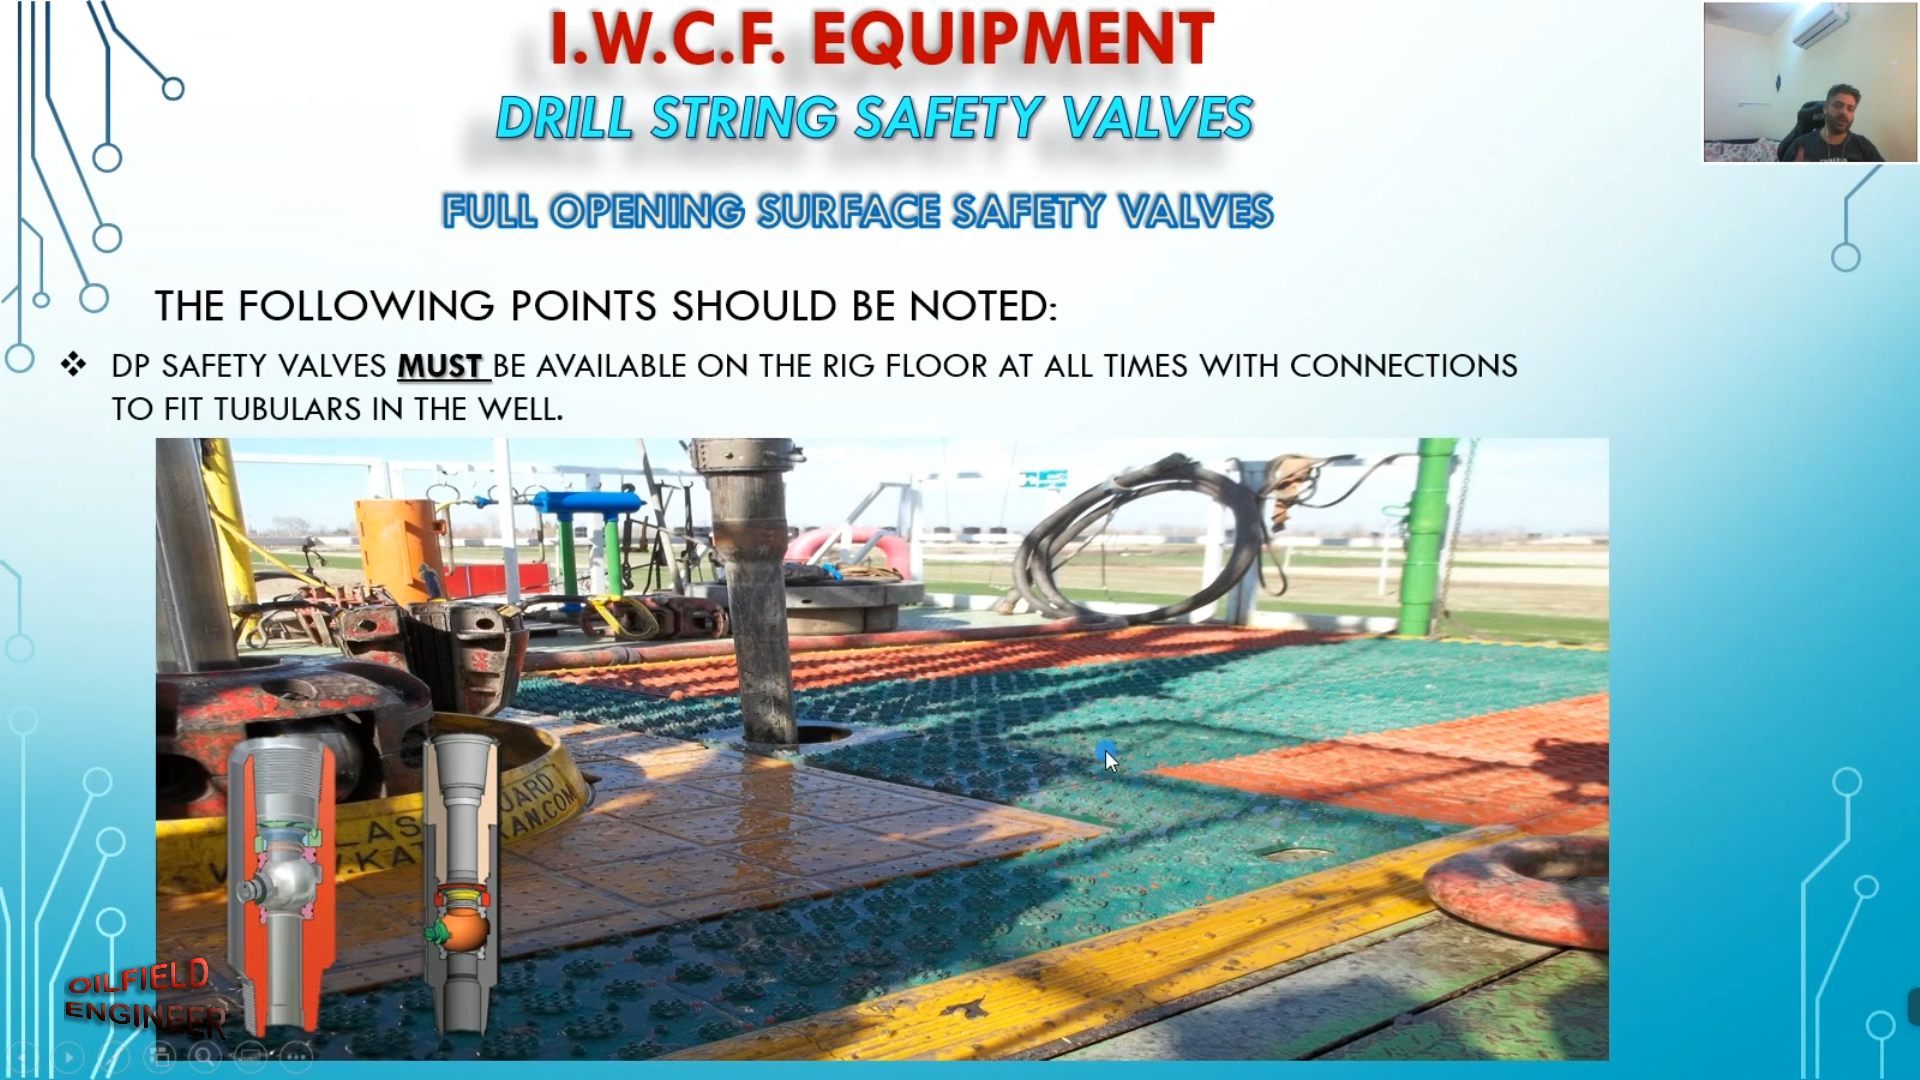 I.W.C.F. EQUIPMENT
DRILL STRING SAFETY VALVES
FULL OPENING SURFACE SAFETY VALVES
THE FOLLOWING POINTS SHOULD BE NOTED:
❖ DP SAFETY VALVES MUST BE AVAILABLE ON THE RIG FLOOR AT ALL TIMES WITH CONNECTIONS
TO FIT TUBULARS IN THE WELL.
OILFIELD
ENGINEER